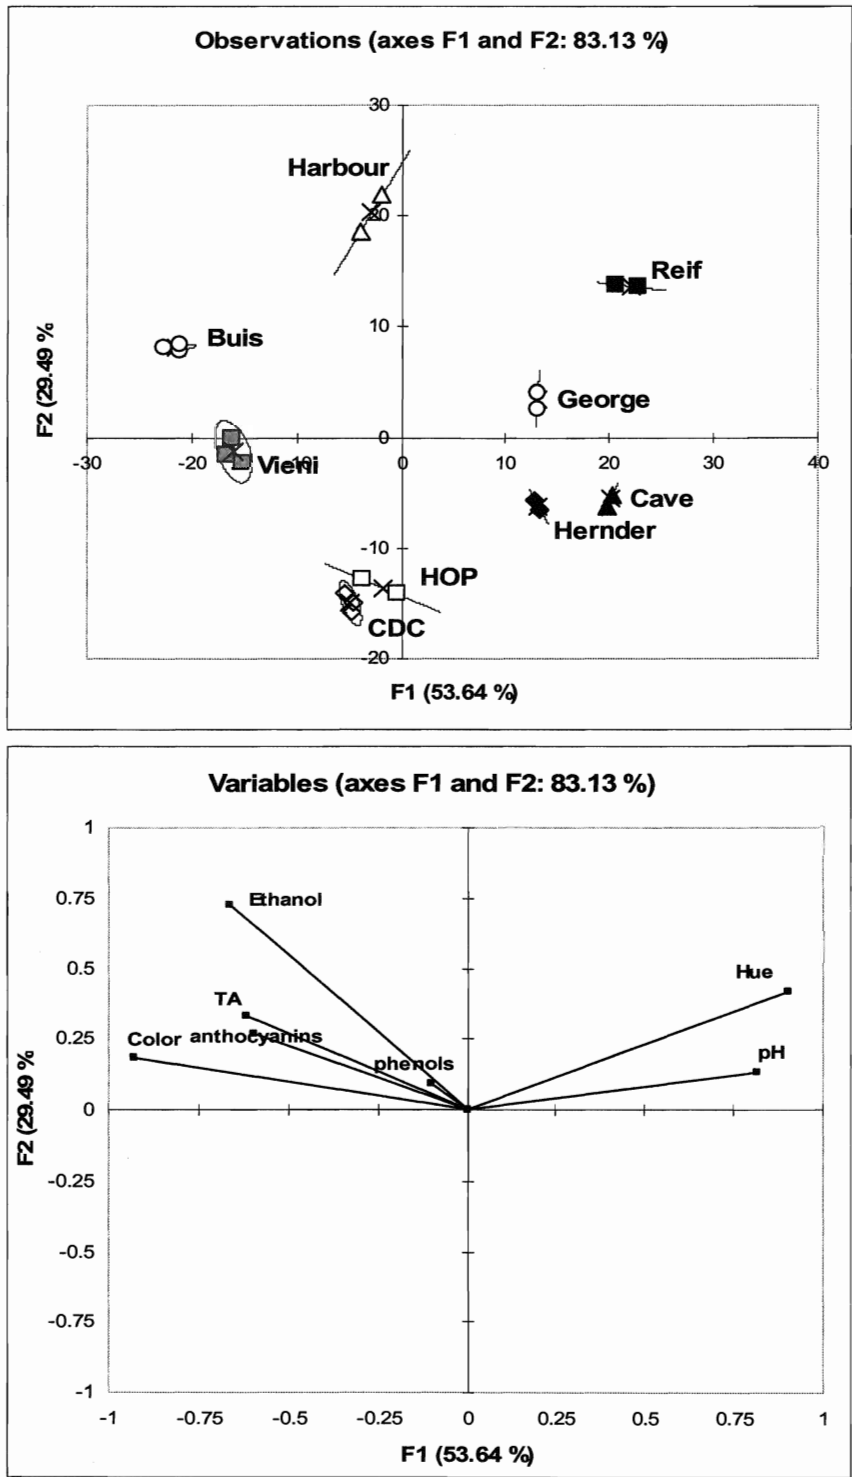 Observations (axes F1 and F2: 83.13 %)
30
Harbour
20
Reif
10
Buis
George
F2 (29.49 %
0
-30 -20 -10 0 10 20 30 40
Vieni
Cave
Hernder
-10
HOP
CDC
-20
F1 (53.64 %)
Variables (axes F1 and F2: 83.13 %)
1
0.75
Ethanol
0.5
Hue
TA
0.25
Color anthocyanins
phenols
pH
F2 (29.49 %
0
-0.25
-0.5
-0.75
-1
-1 -0.75 -0.5 -0.25 0 0.25 0.5 0.75 1
F1 (53.64 %)